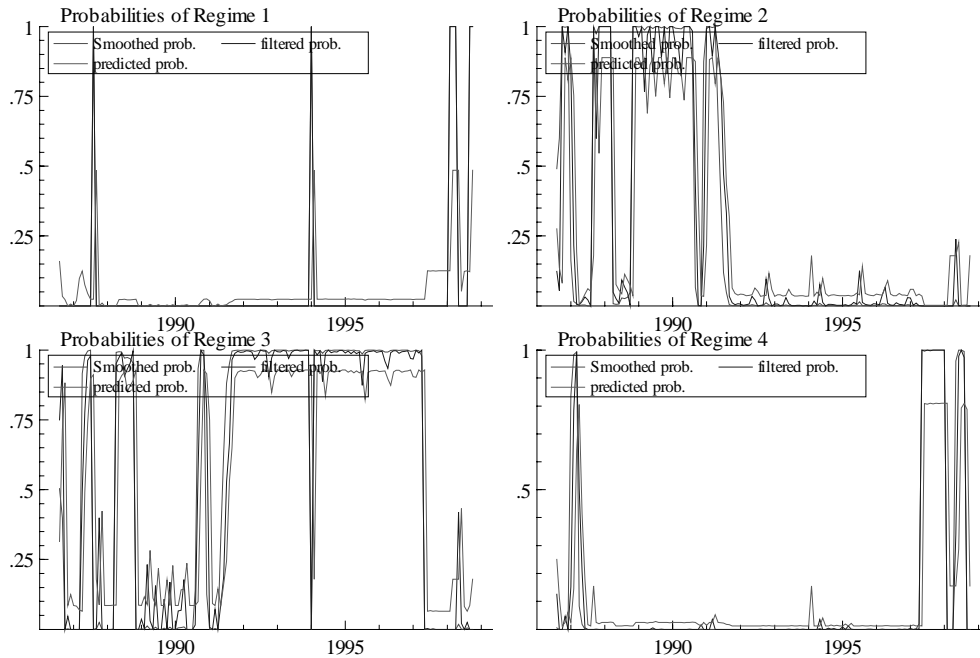 Probabilities of Regime 1
1
Smoothed prob.
filtered prob.
predicted prob.
.75
.5
.25
1990
1995
Probabilities of Regime 2
1
Smoothed prob.
filtered prob.
predicted prob.
.75
.5
.25
1990
1995
Probabilities of Regime 3
1
Smoothed prob.
filtered prob.
predicted prob.
.75
.5
.25
1990
1995
Probabilities of Regime 4
1
Smoothed prob.
filtered prob.
predicted prob.
.75
.5
.25
1990
1995